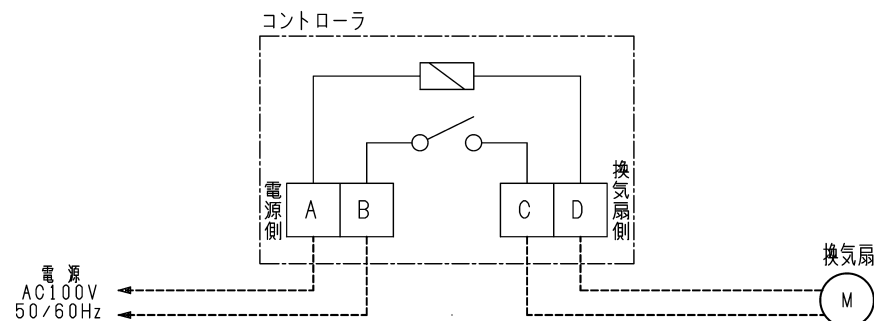 コントローラ
電源側
A
B
C
D
換気扇側
換気扇
M
電源
AC100V
50/60Hz